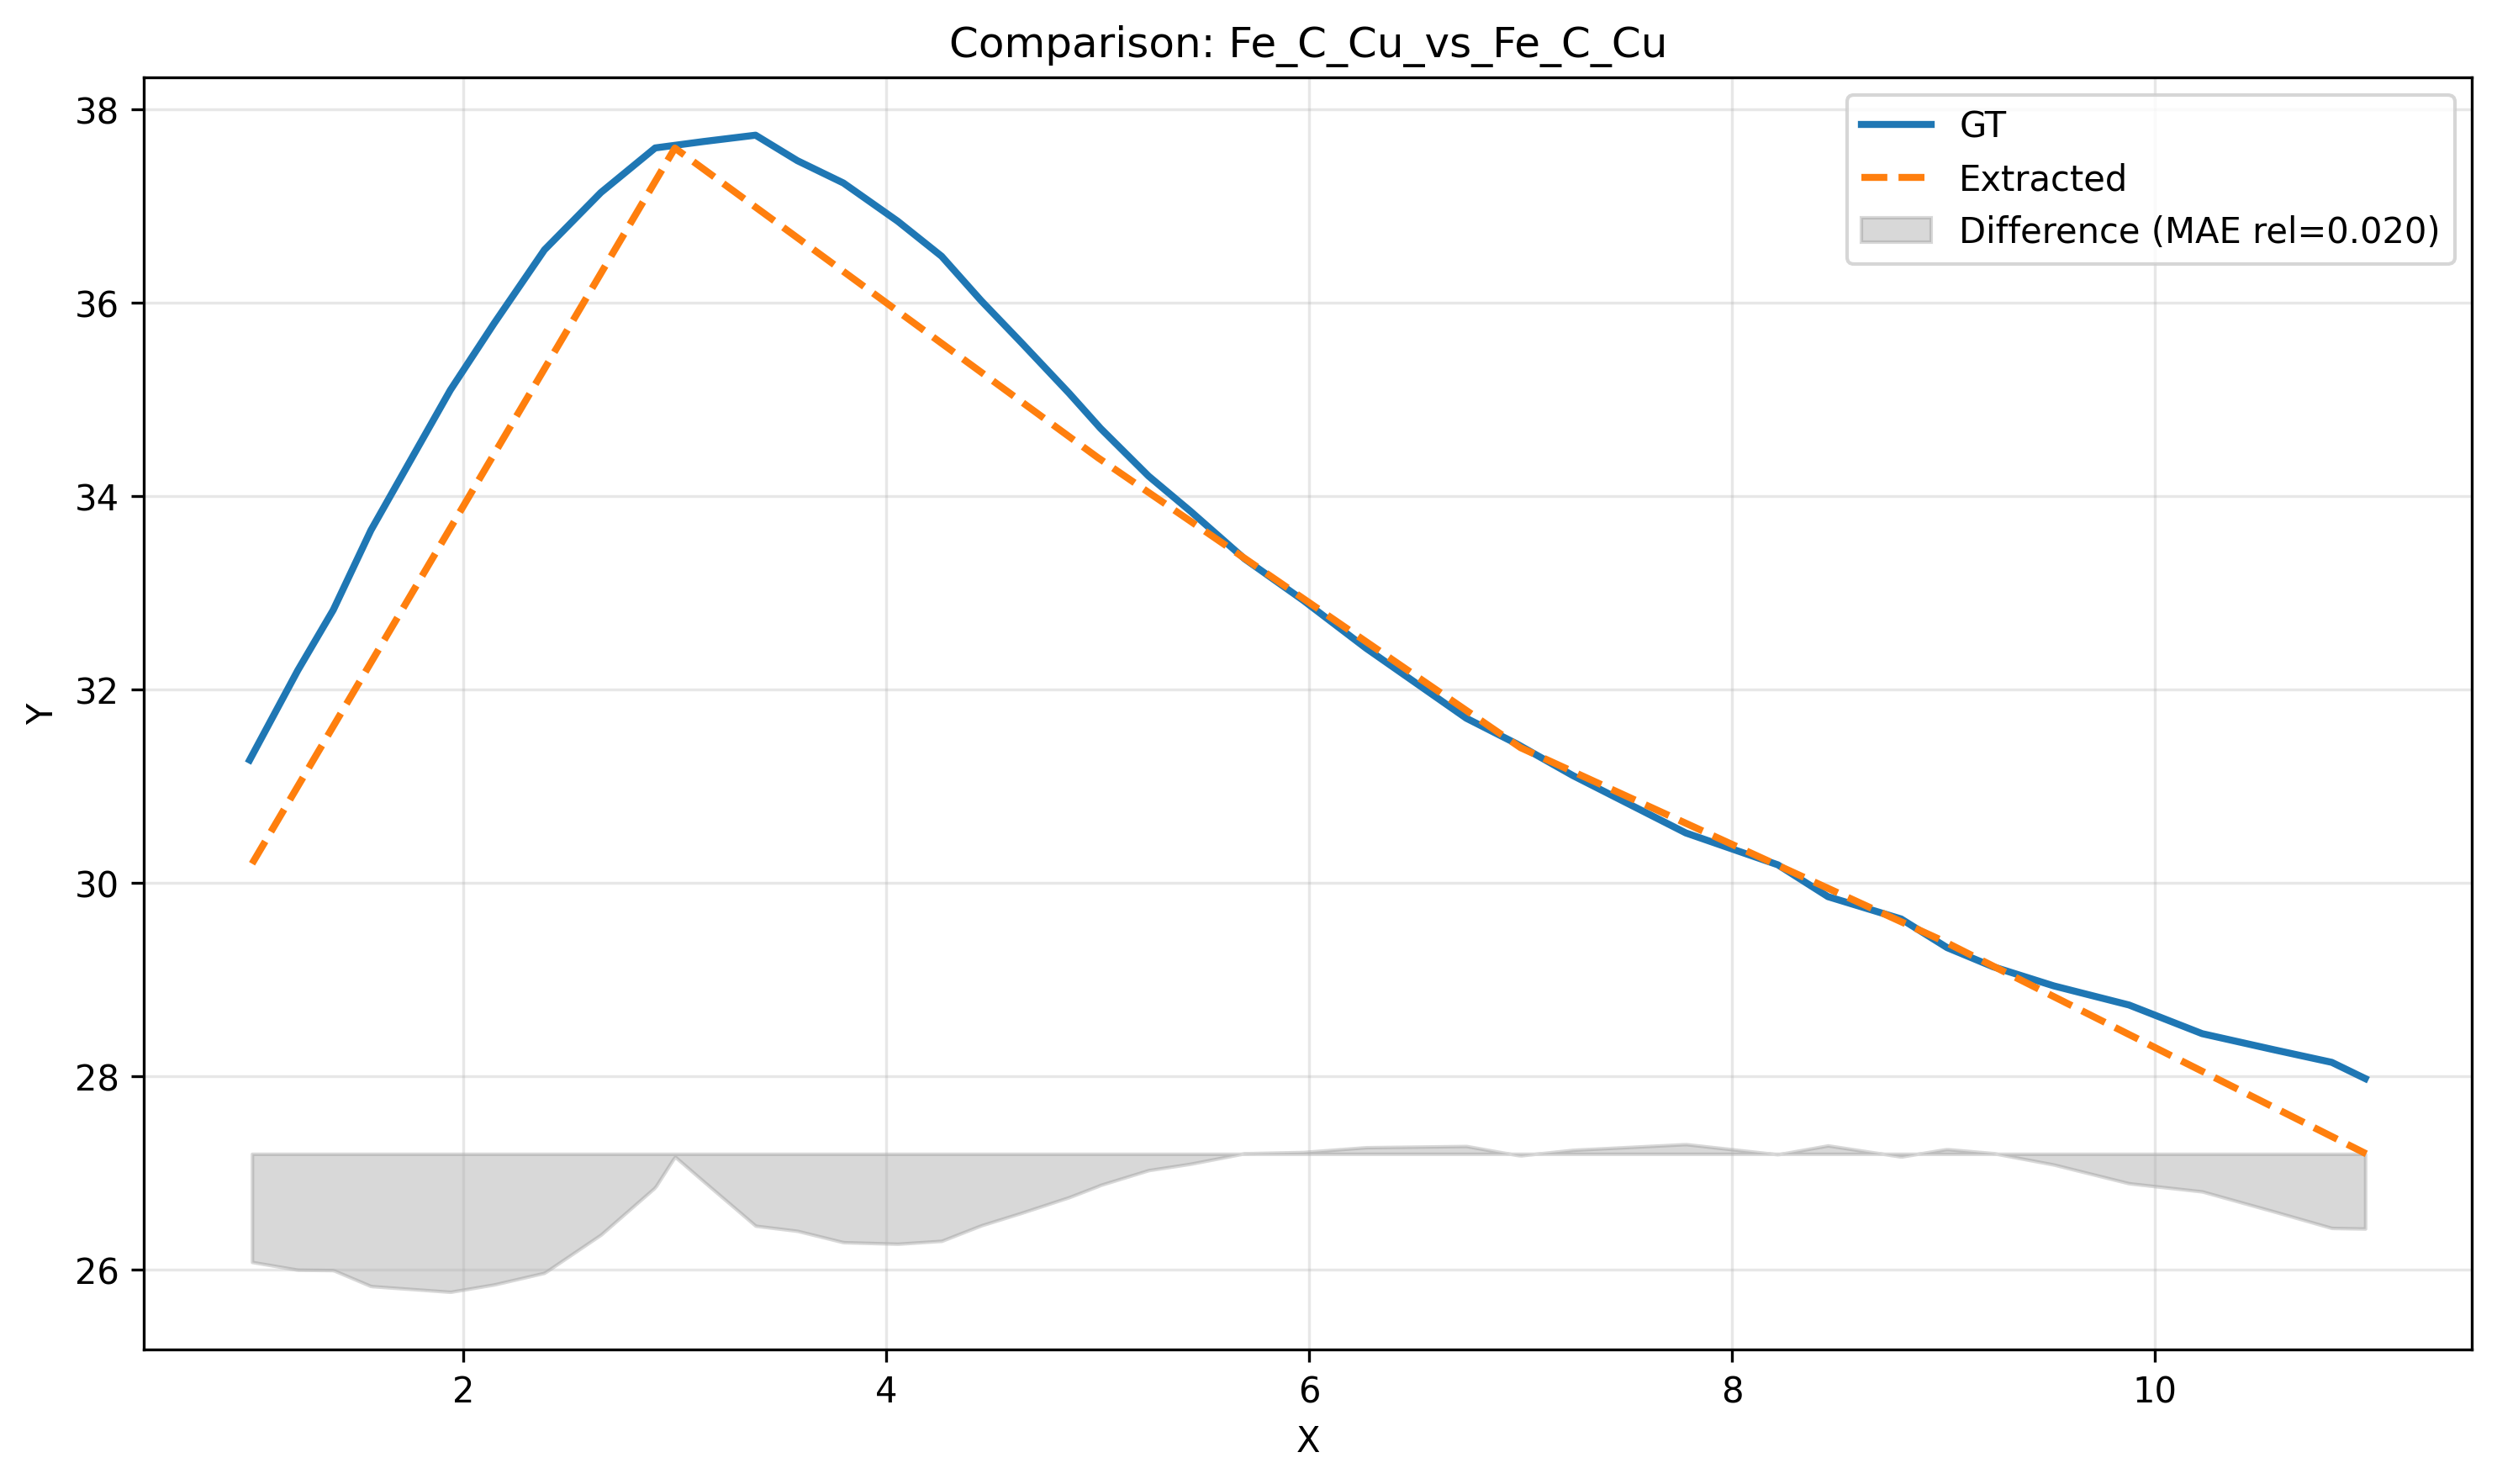 Comparison: Fe_C_Cu_vs_Fe_C_Cu
GT
Extracted
Difference (MAE rel=0.020)
38
36
34
32
30
28
26
Y
2 4 6 8 10
X